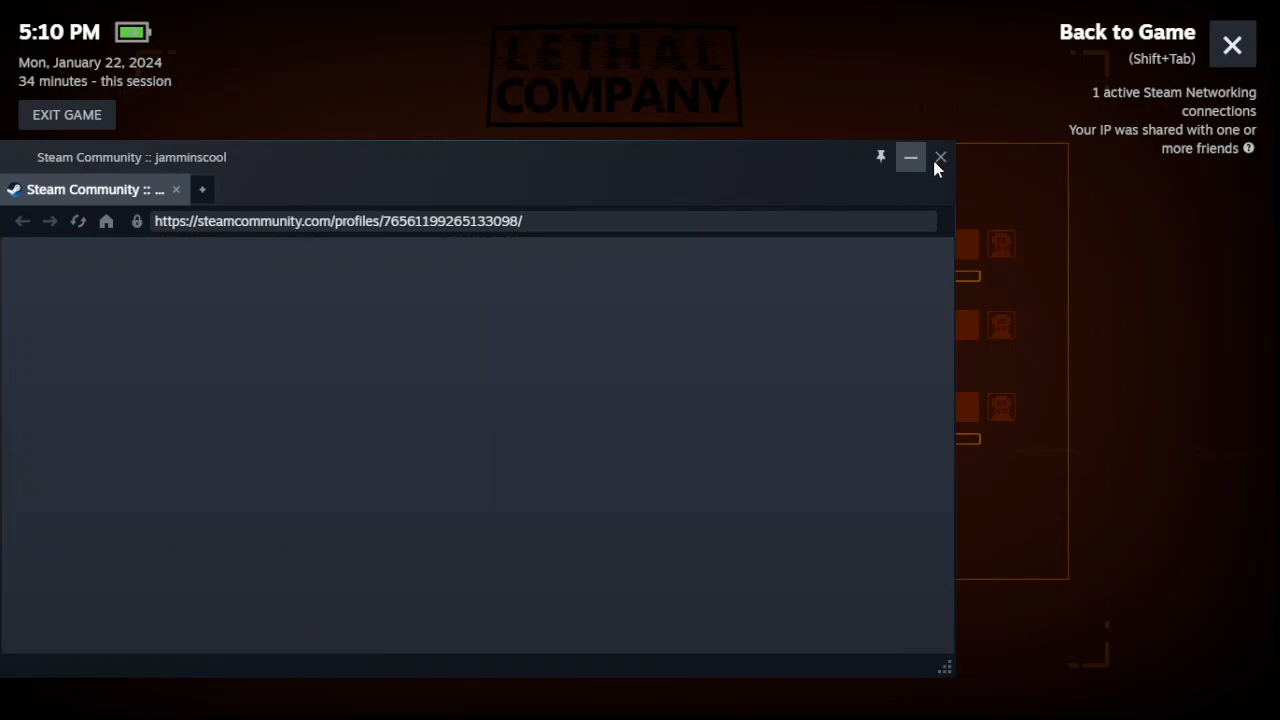 5:10 PM
Mon, January 22, 2024
34 minutes - this session
EXIT GAME
LETHAL
COMPANY
Back to Game
(Shift+Tab)
1 active Steam Networking
connections
Your IP was shared with one or
more friends
Steam Community :: jamminscool
Steam Community :: ...
https://steamcommunity.com/profiles/76561199265133098/